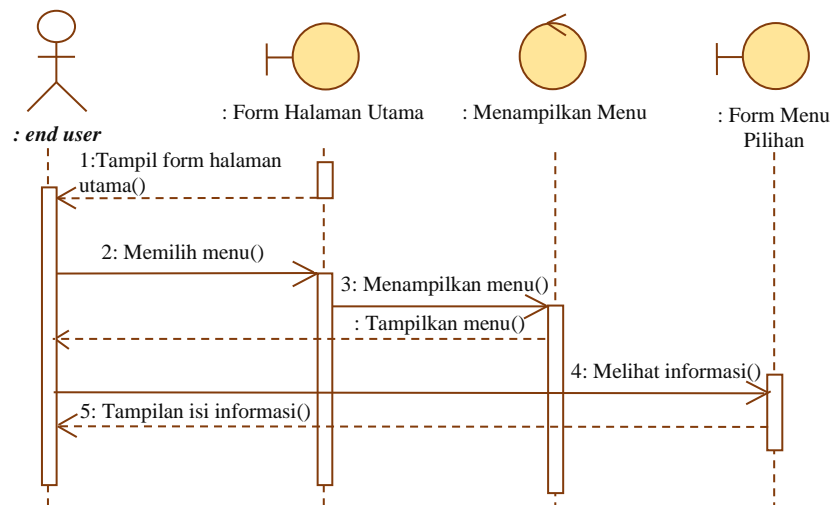 : end user
: Form Halaman Utama
: Menampilkan Menu
: Form Menu
Pilihan
1:Tampil form halaman
utama()
2: Memilih menu()
3: Menampilkan menu()
: Tampilkan menu()
4: Melihat informasi()
5: Tampilan isi informasi()